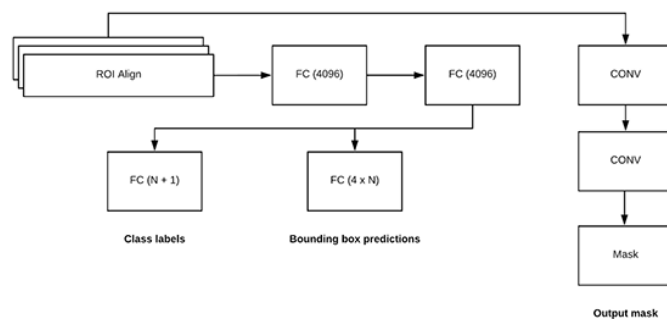 ROI Align
FC (4096)
FC (4096)
CONV
CONV
FC (N + 1)
FC (4 x N)
Class labels
Bounding box predictions
Mask
Output mask